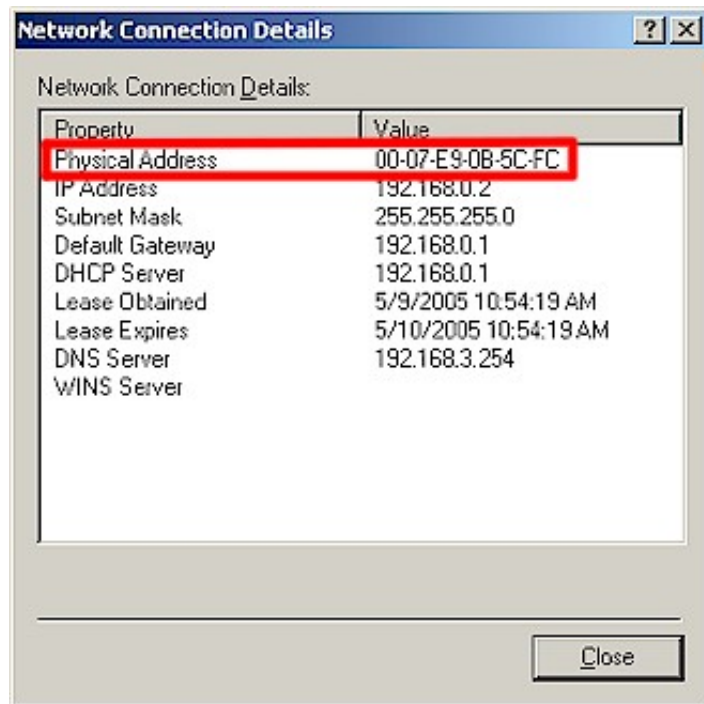 Network Connection Details
Network Connection Details:
Property Value
Physical Address 00-07-E9-0B-5C-FC
IP Address 192.168.0.2
Subnet Mask 255.255.255.0
Default Gateway 192.168.0.1
DHCP Server 192.168.0.1
Lease Obtained 5/9/2005 10:54:19 AM
Lease Expires 5/10/2005 10:54:19 AM
DNS Server 192.168.3.254
WINS Server
Close